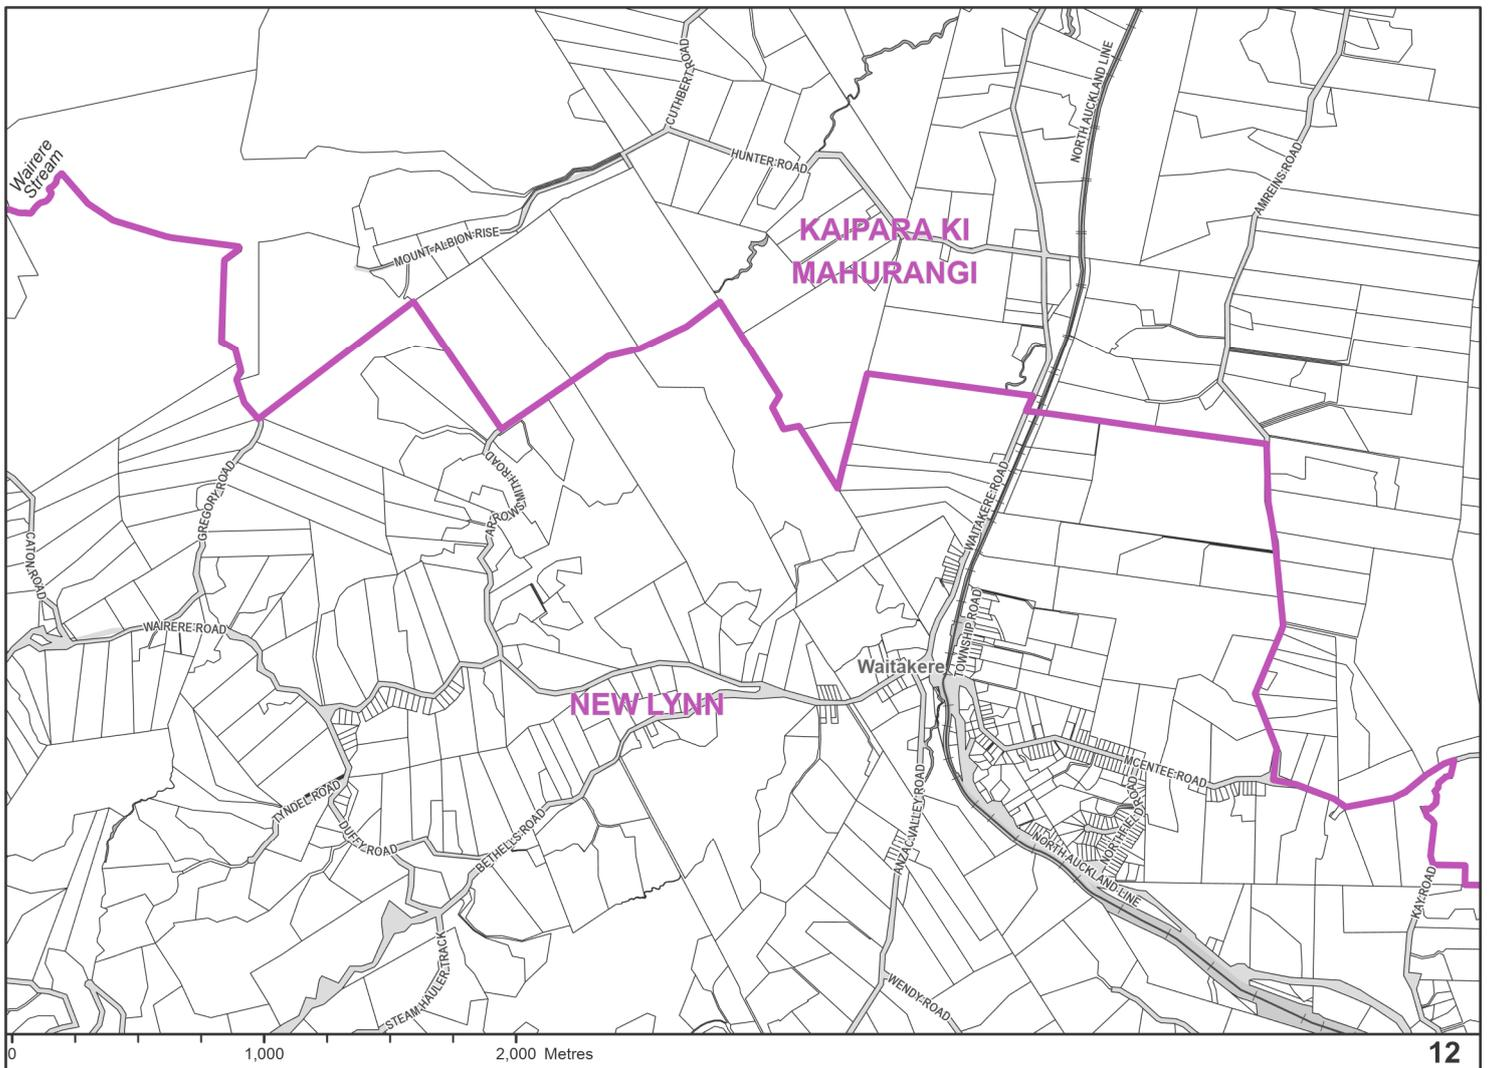 CUTHBERT ROAD
NORTH AUCKLAND LINE
Wairere
Stream
HUNTER ROAD
AMREINS ROAD
MOUNT ALBION RISE
KAIPARA KI
MAHURANGI
GREGORY ROAD
ARROWSMITH ROAD
WAITAKERE ROAD
CATON ROAD
WAIRERE ROAD
TOWNSHIP ROAD
Waitakere
NEW LYNN
MCENTEE ROAD
TYNDEL ROAD
DUFFY ROAD
BETHELLS ROAD
ANZAC VALLEY ROAD
NORTHFIELD ROAD
NORTH AUCKLAND LINE
KAY ROAD
STEAM HAULER TRACK
WENDY ROAD
0 1,000 2,000 Metres
12